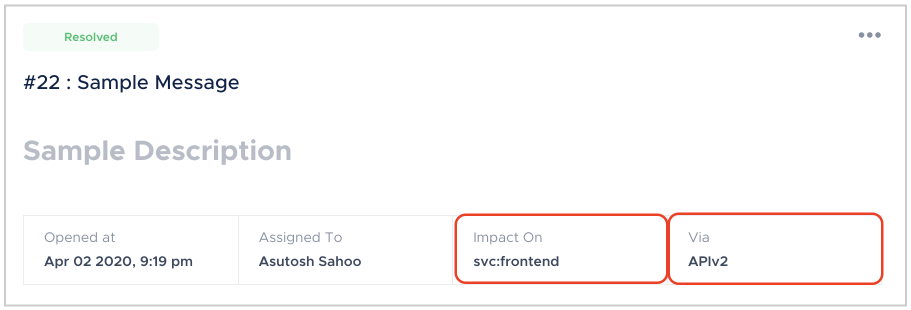 Resolved
#22 : Sample Message
Sample Description
Opened at
Apr 02 2020, 9:19 pm
Assigned To
Asutosh Sahoo
Impact On
svc:frontend
Via
APIv2